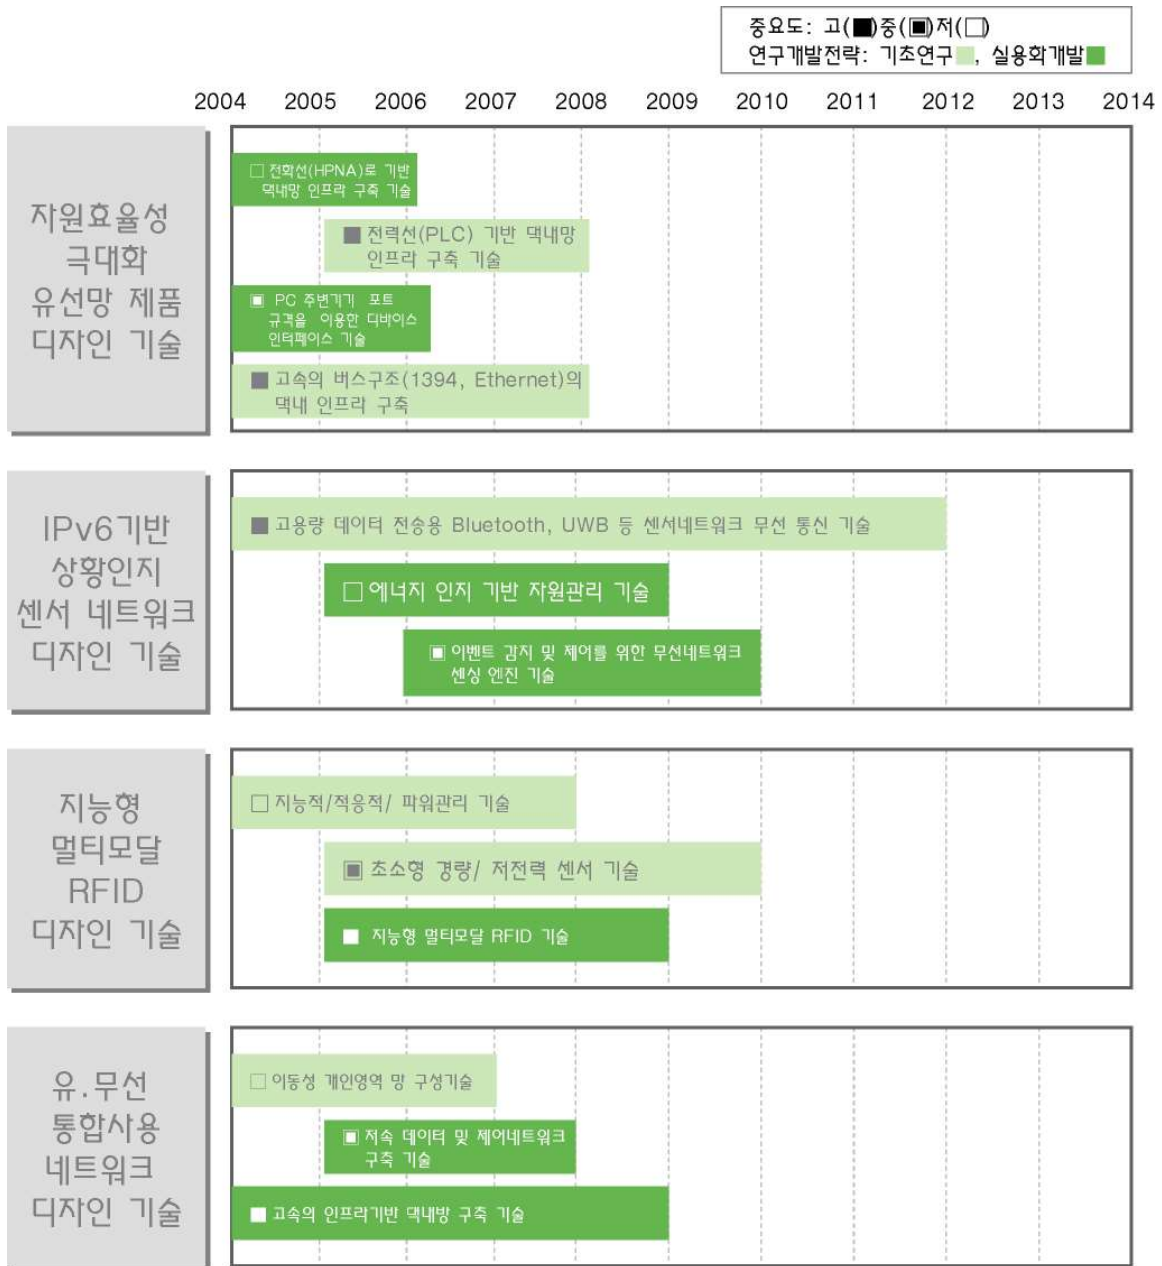 중요도: 고(■)중(▣)저(□)
연구개발전략: 기초연구■, 실용화개발■
2004 2005 2006 2007 2008 2009 2010 2011 2012 2013 2014
자원효율성
극대화
유선망 제품
디자인 기술
□ 전학선(HPNA)로 기반
댁내망 인프라 구축 기술
■ 전력선(PLC) 기반 댁내망
인프라 구축 기술
▣ PC 주변기기 포트
규격을 이용한 디바이스
인터페이스 기술
■ 고속의 버스구조(1394, Ethernet)의
댁내 인프라 구축
IPv6기반
상황인지
센서 네트워크
디자인 기술
■ 고용량 데이터 전송용 Bluetooth, UWB 등 센서네트워크 무선 통신 기술
□ 에너지 인지 기반 자원관리 기술
▣ 이벤트 감지 및 제어를 위한 무선네트워크
센싱 엔진 기술
지능형
멀티모달
RFID
디자인 기술
□ 지능적/적응적/ 파워관리 기술
▣ 초소형 경량/ 저전력 센서 기술
■ 지능형 멀티모달 RFID 기술
유.무선
통합사용
네트워크
디자인 기술
□ 이동성 개인영역 망 구성기술
▣ 저속 데이터 및 제어네트워크
구축 기술
■ 고속의 인프라기반 댁내방 구축 기술